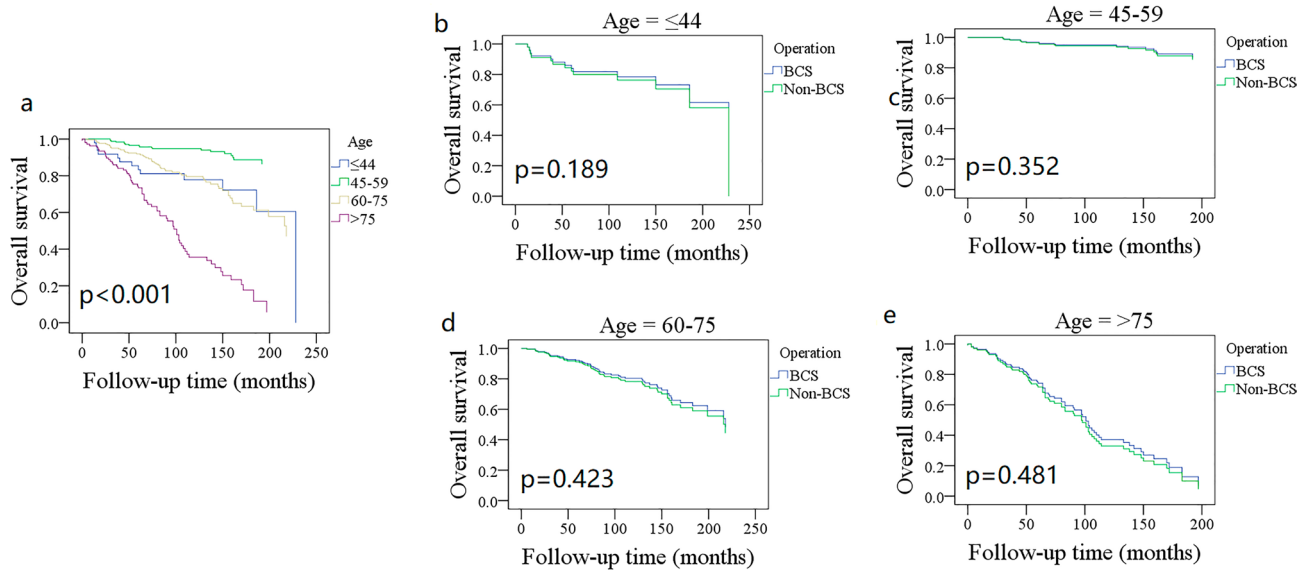 a
Overall survival
1.0
0.8
0.6
0.4
0.2
0.0
p<0.001
0 50 100 150 200 250
Follow-up time (months)
Age
≤44
45-59
60-75
>75
b
Age = ≤44
Overall survival
1.0
0.8
0.6
0.4
0.2
0.0
p=0.189
0 50 100 150 200 250
Follow-up time (months)
Operation
BCS
Non-BCS
c
Age = 45-59
Overall survival
1.0
0.8
0.6
0.4
0.2
0.0
p=0.352
0 50 100 150 200
Follow-up time (months)
Operation
BCS
Non-BCS
d
Age = 60-75
Overall survival
1.0
0.8
0.6
0.4
0.2
0.0
p=0.423
0 50 100 150 200 250
Follow-up time (months)
Operation
BCS
Non-BCS
e
Age = >75
Overall survival
1.0
0.8
0.6
0.4
0.2
0.0
p=0.481
0 50 100 150 200
Follow-up time (months)
Operation
BCS
Non-BCS